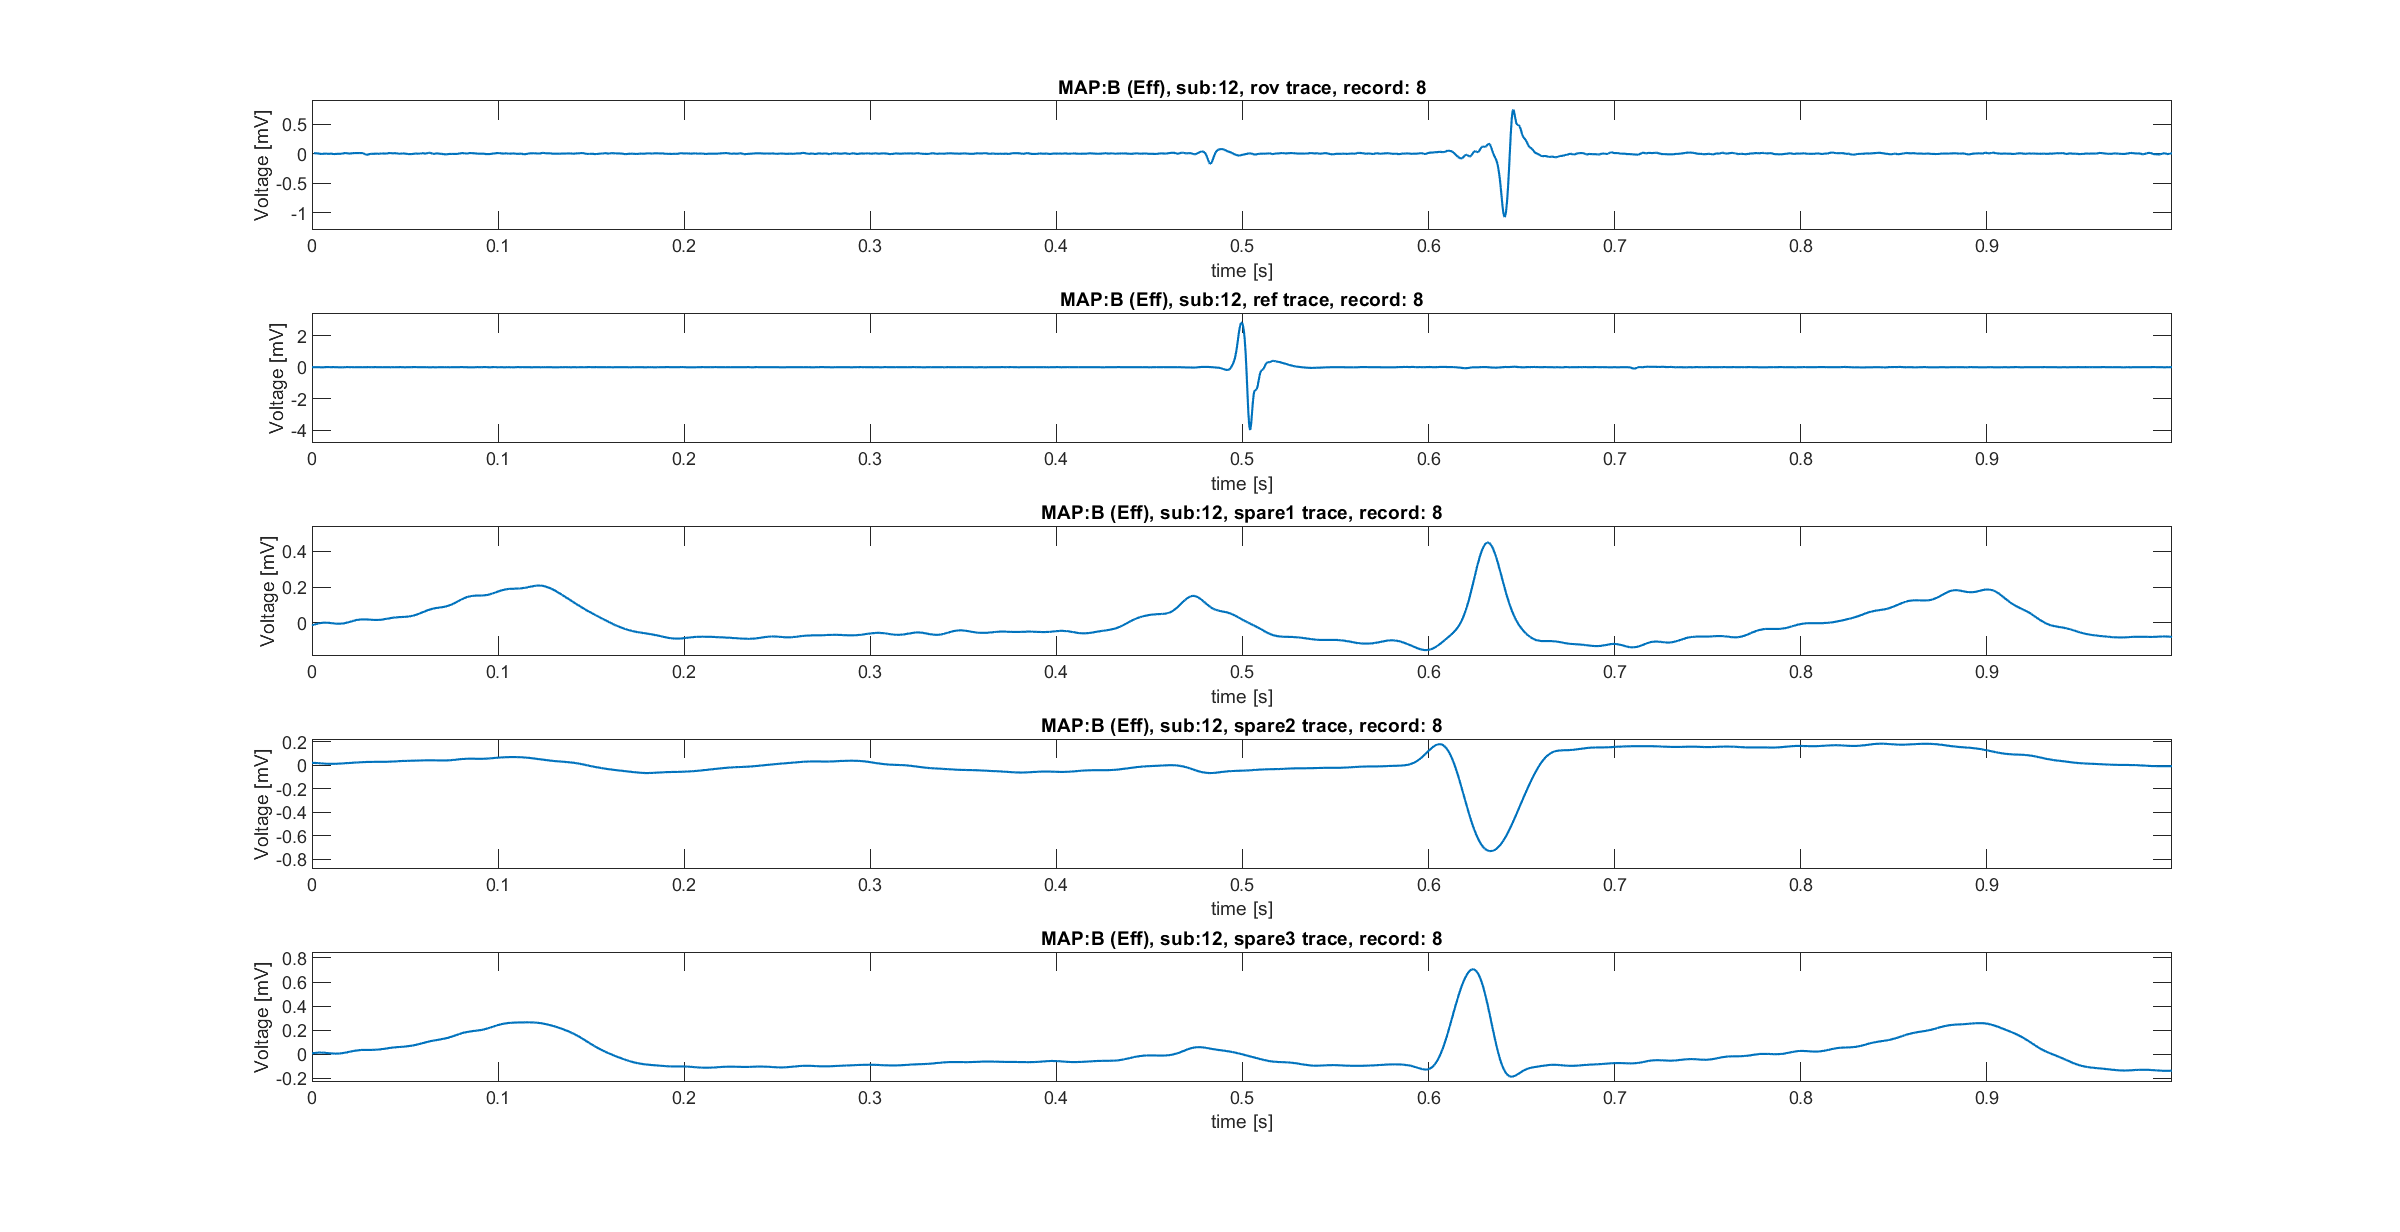 MAP:B (Eff), sub:12, rov trace, record: 8
Voltage [mV]
0.5
0
-0.5
-1
0 0.1 0.2 0.3 0.4 0.5 0.6 0.7 0.8 0.9
time [s]
MAP:B (Eff), sub:12, ref trace, record: 8
Voltage [mV]
2
0
-2
-4
0 0.1 0.2 0.3 0.4 0.5 0.6 0.7 0.8 0.9
time [s]
MAP:B (Eff), sub:12, spare1 trace, record: 8
Voltage [mV]
0.4
0.2
0
0 0.1 0.2 0.3 0.4 0.5 0.6 0.7 0.8 0.9
time [s]
MAP:B (Eff), sub:12, spare2 trace, record: 8
Voltage [mV]
0.2
0
-0.2
-0.4
-0.6
-0.8
0 0.1 0.2 0.3 0.4 0.5 0.6 0.7 0.8 0.9
time [s]
MAP:B (Eff), sub:12, spare3 trace, record: 8
Voltage [mV]
0.8
0.6
0.4
0.2
0
-0.2
0 0.1 0.2 0.3 0.4 0.5 0.6 0.7 0.8 0.9
time [s]